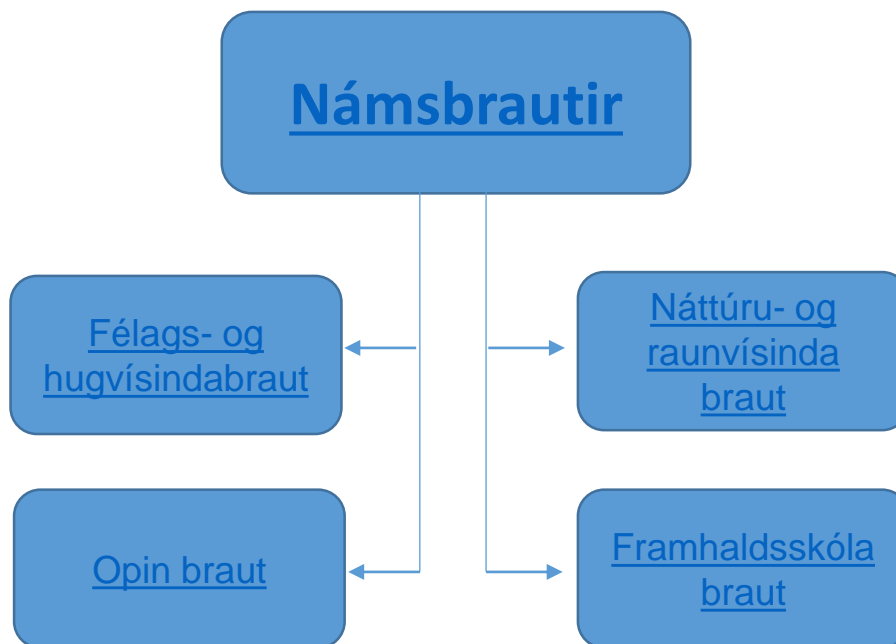 Námsbrautir
Félags- og
hugvísindabraut
Náttúru- og
raunvísinda
braut
Opin braut
Framhaldsskóla
braut